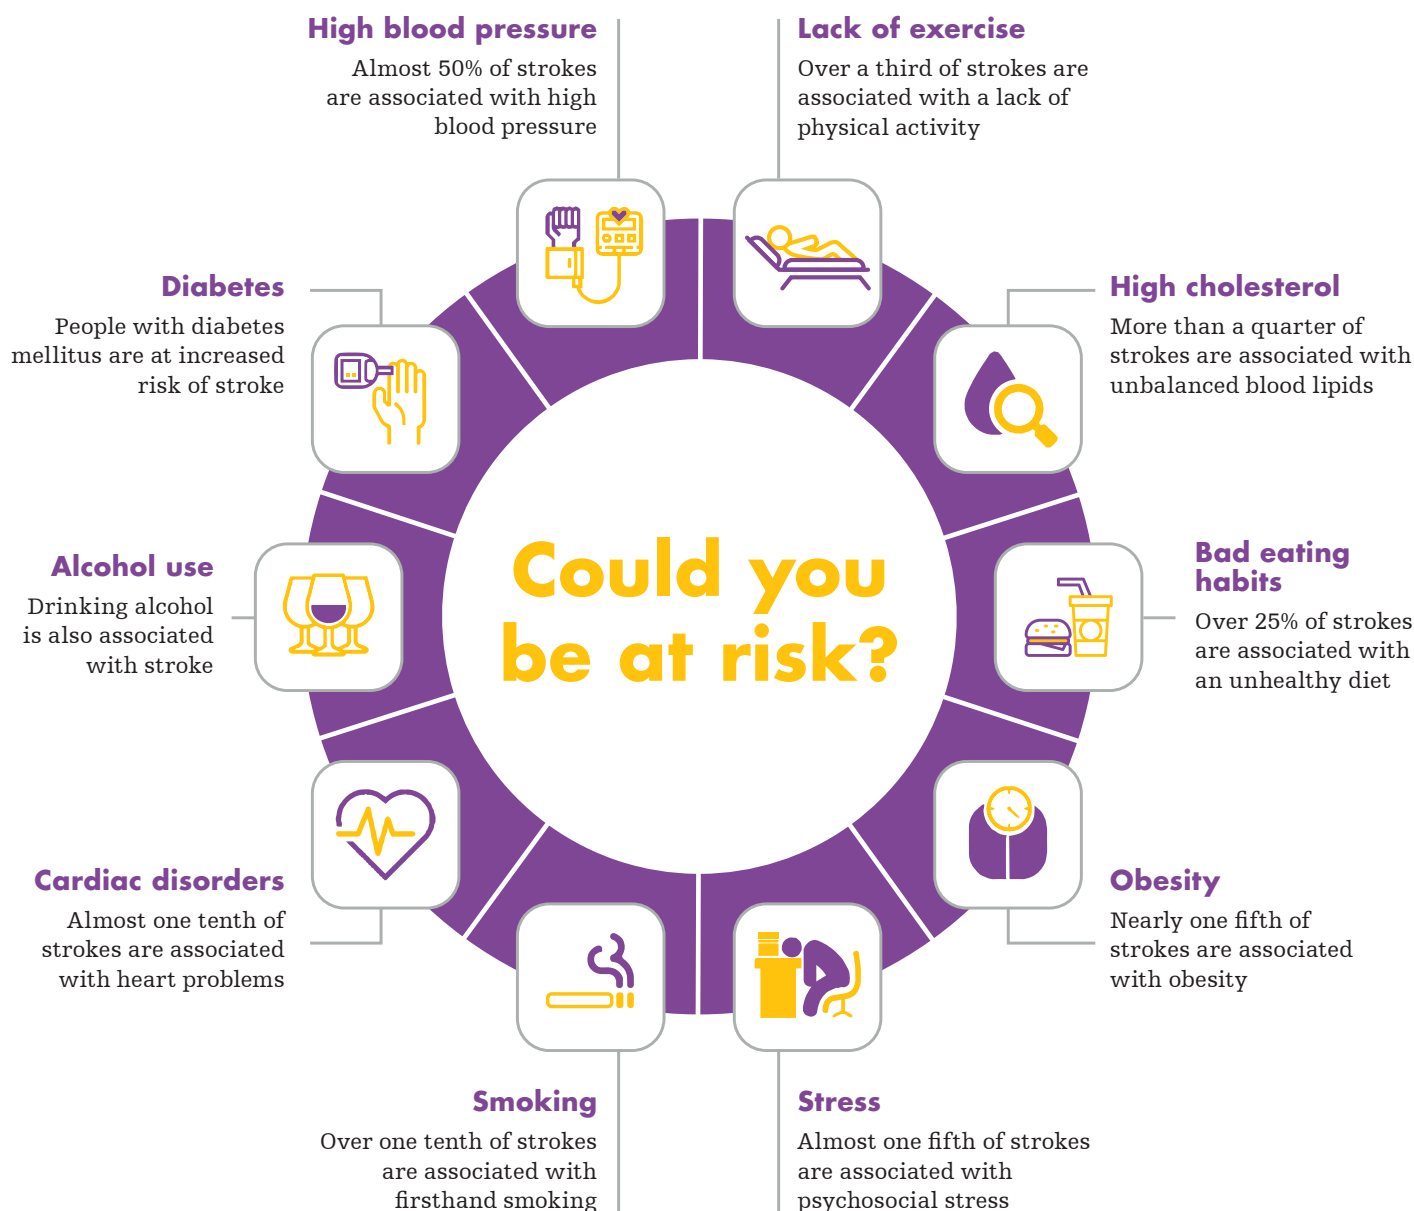 High blood pressure
Almost 50% of strokes
are associated with high
blood pressure
Lack of exercise
Over a third of strokes are
associated with a lack of
physical activity
Diabetes
People with diabetes
mellitus are at increased
risk of stroke
High cholesterol
More than a quarter of
strokes are associated with
unbalanced blood lipids
Alcohol use
Drinking alcohol
is also associated
with stroke
Could you
be at risk?
Bad eating
habits
Over 25% of strokes
are associated with
an unhealthy diet
Cardiac disorders
Almost one tenth of
strokes are associated
with heart problems
Obesity
Nearly one fifth of
strokes are associated
with obesity
Smoking
Over one tenth of strokes
are associated with
firsthand smoking
Stress
Almost one fifth of strokes
are associated with
psychosocial stress